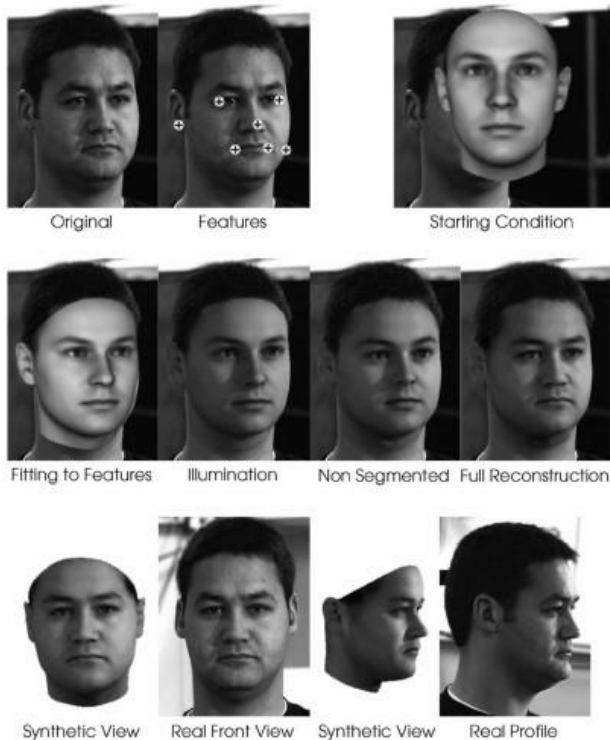 Original
Features
Starting Condition
Fitting to Features
Illumination
Non Segmented
Full Reconstruction
Synthetic View
Real Front View
Synthetic View
Real Profile